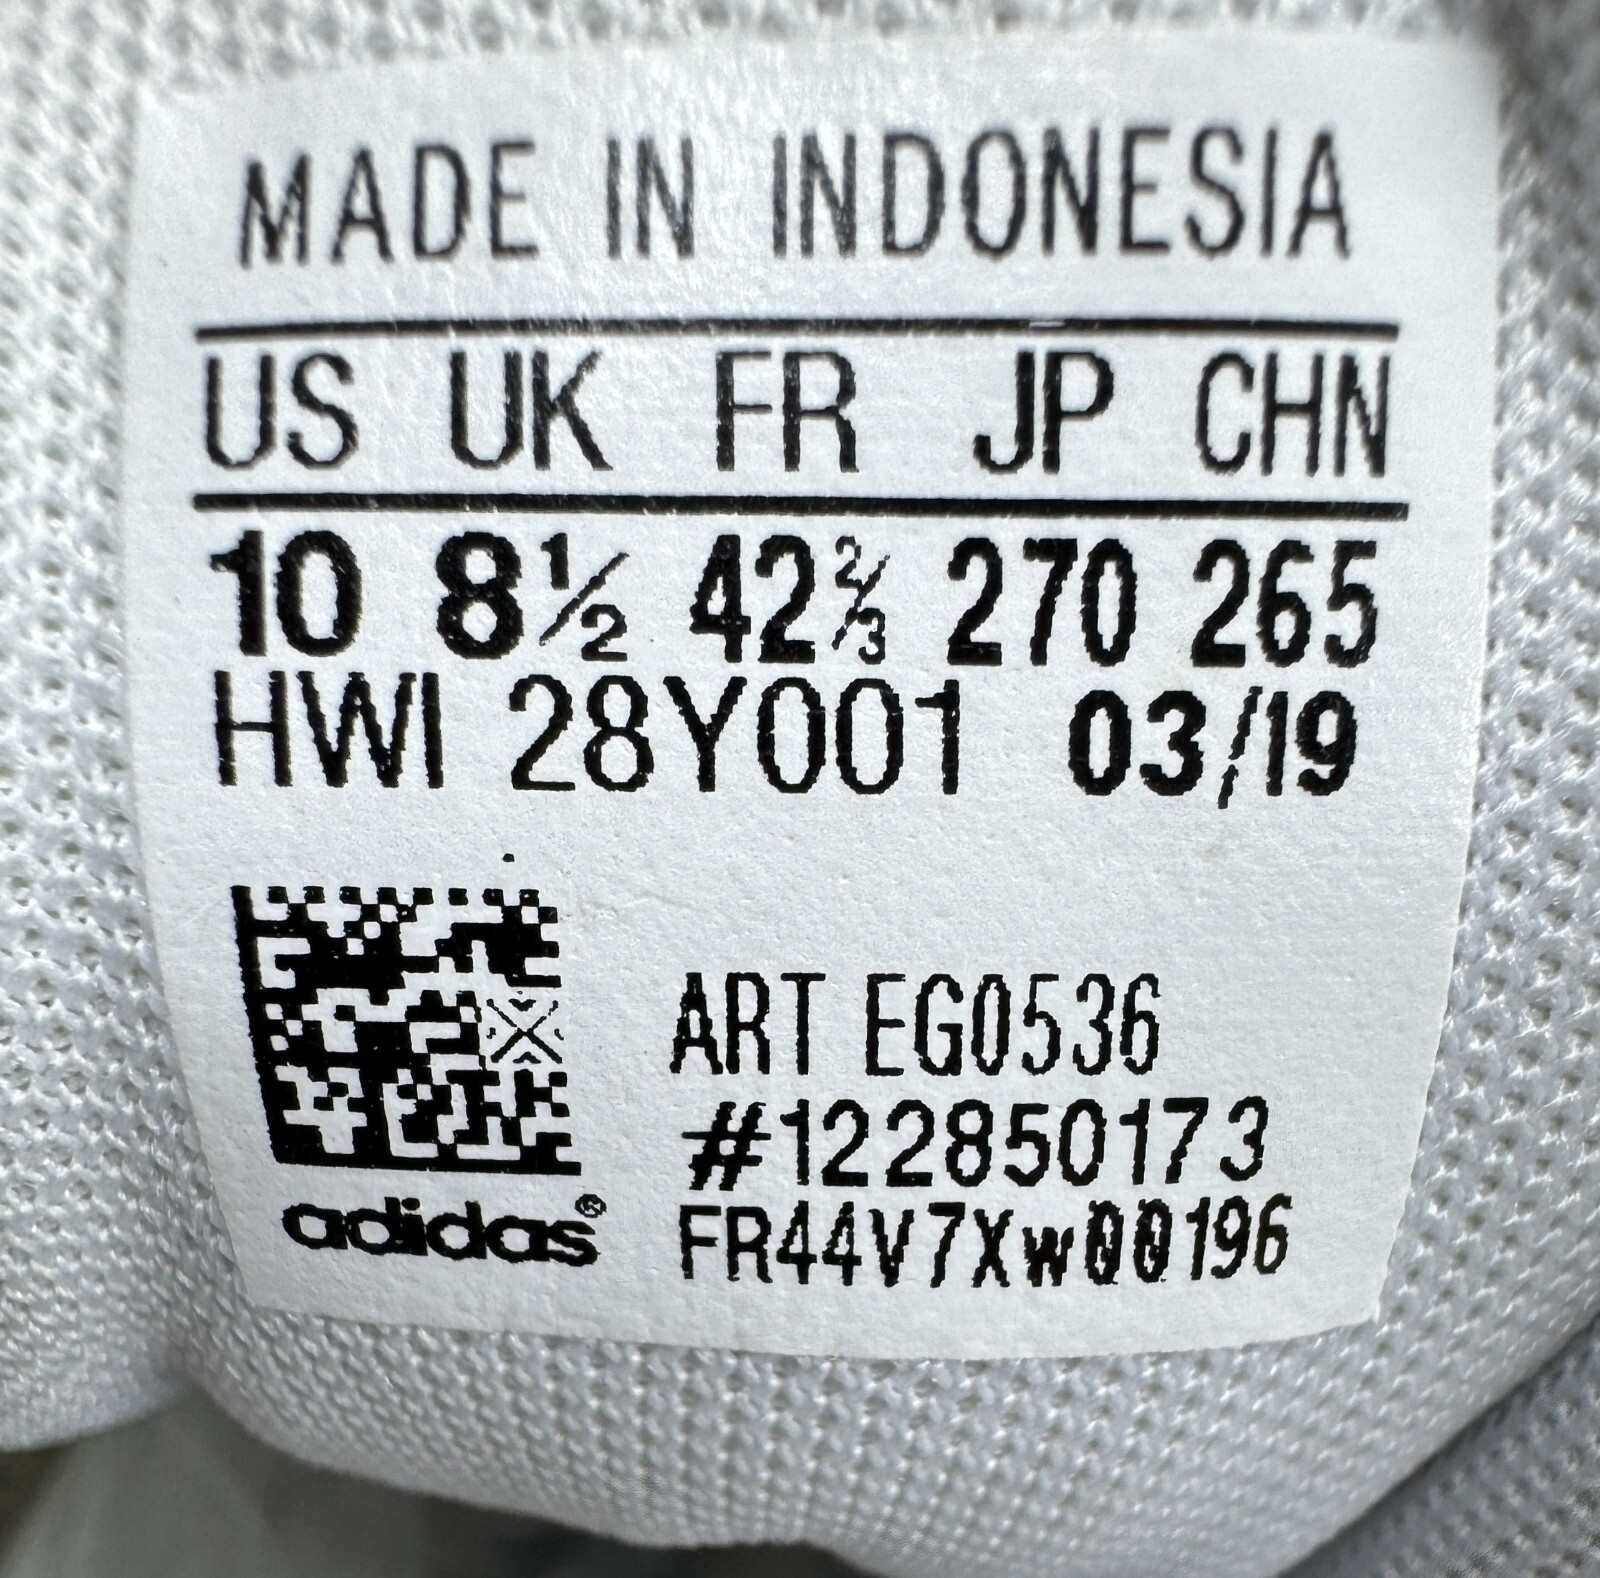 MADE IN INDONESIA
US UK FR JP CHN
10 8½ 42⅔ 270 265
HWI 28Y001 03/19
ART EG0536
#122850173
adidas®
FR44V7Xw00196